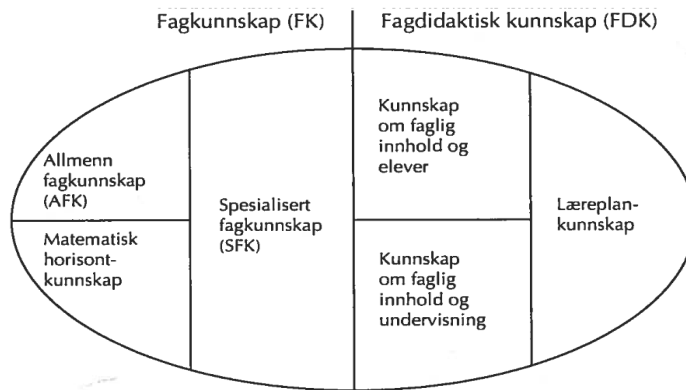 Fagkunnskap (FK)
Fagdidaktisk kunnskap (FDK)
Allmenn
fagkunnskap
(AFK)
Matematisk
horisont-
kunnskap
Spesialisert
fagkunnskap
(SFK)
Kunnskap
om faglig
innhold og
elever
Kunnskap
om faglig
innhold og
undervisning
Læreplan-
kunnskap